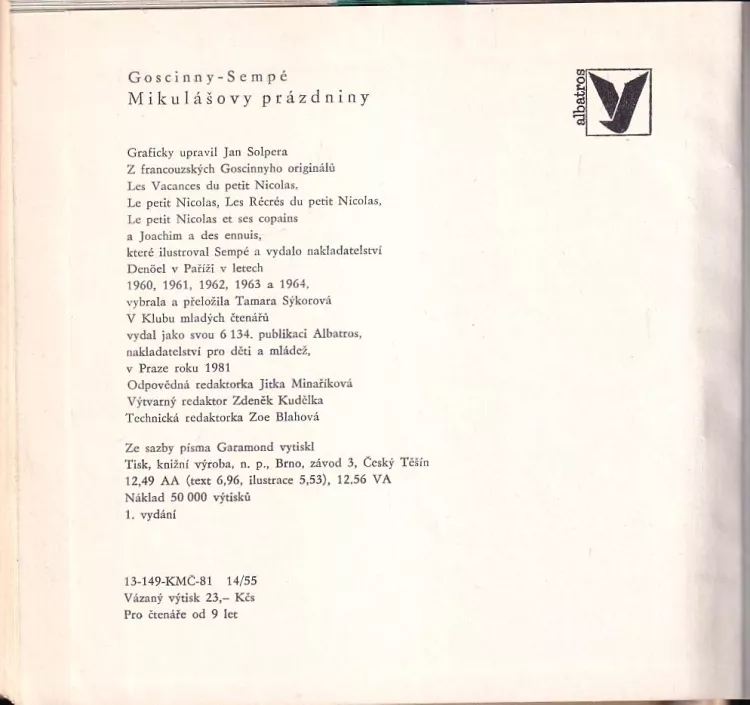 Goscinny-Sempé
Mikulášovy prázdniny
albatros
Graficky upravil Jan Solpera
Z francouzských Goscinnyho originálů
Les Vacances du petit Nicolas,
Le petit Nicolas, Les Récrés du petit Nicolas,
Le petit Nicolas et ses copains
a Joachim a des ennuis,
které ilustroval Sempé a vydalo nakladatelství
Denöel v Paříži v letech
1960, 1961, 1962, 1963 a 1964,
vybrala a přeložila Tamara Sýkorová
V Klubu mladých čtenářů
vydal jako svou 6 134. publikaci Albatros,
nakladatelství pro děti a mládež,
v Praze roku 1981
Odpovědná redaktorka Jitka Minaříková
Výtvarný redaktor Zdeněk Kudělka
Technická redaktorka Zoe Blahová
Ze sazby písma Garamond vytiskl
Tisk, knižní výroba, n. p., Brno, závod 3, Český Těšín
12,49 AA (text 6,96, ilustrace 5,53), 12,56 VA
Náklad 50 000 výtisků
1. vydání
13-149-KMČ-81 14/55
Vázaný výtisk 23,– Kčs
Pro čtenáře od 9 let